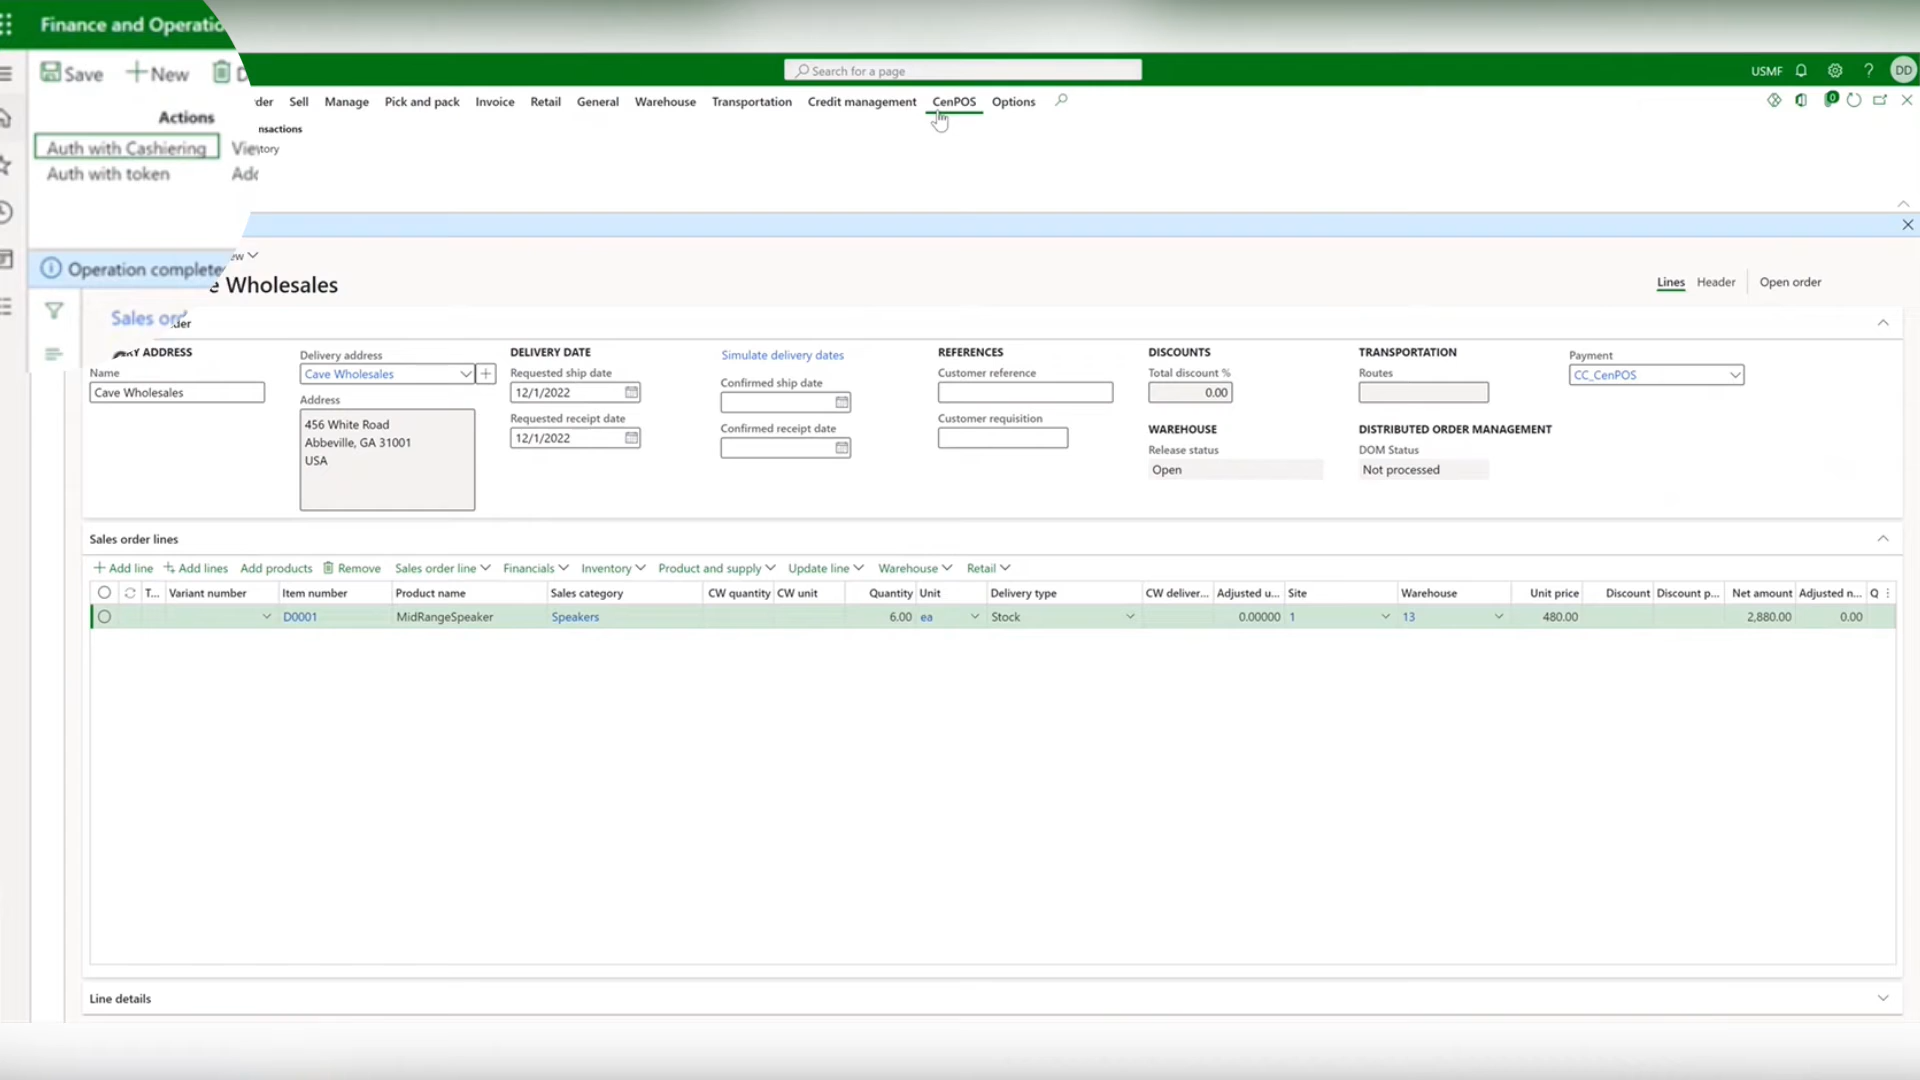 Finance and Operatio
Save New D
Actions
Auth with Cashiering Vie
Auth with token Add
Operation complete
Sales or
Search for a page
USMF ? DD
der Sell Manage Pick and pack Invoice Retail General Warehouse Transportation Credit management CenPOS Options
0
nsactions
tory
ew
e Wholesales
Lines Header Open order
der
RY ADDRESS
Name
Cave Wholesales
Delivery address
Cave Wholesales
Address
456 White Road
Abbeville, GA 31001
USA
DELIVERY DATE
Requested ship date
12/1/2022
Requested receipt date
12/1/2022
Simulate delivery dates
Confirmed ship date
Confirmed receipt date
REFERENCES
Customer reference
Customer requisition
DISCOUNTS
Total discount %
0.00
WAREHOUSE
Release status
Open
TRANSPORTATION
Routes
DISTRIBUTED ORDER MANAGEMENT
DOM Status
Not processed
Payment
CC_CenPOS
Sales order lines
Add line Add lines Add products Remove Sales order line Financials Inventory Product and supply Update line Warehouse Retail
T... Variant number Item number Product name Sales category CW quantity CW unit Quantity Unit Delivery type CW deliver... Adjusted u... Site Warehouse Unit price Discount Discount p... Net amount Adjusted n... Q
D0001 MidRangeSpeaker Speakers 6.00 ea Stock 0.00000 1 13 480.00 2,880.00 0.00
Line details